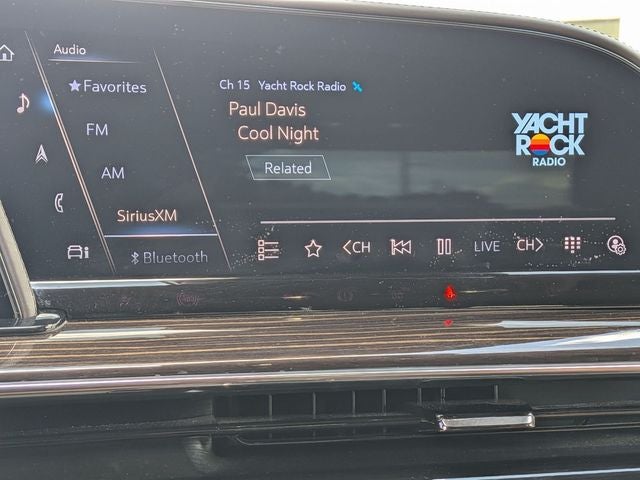 Audio
Favorites
FM
AM
SiriusXM
Bluetooth
Ch 15 Yacht Rock Radio
Paul Davis
Cool Night
Related
YACHT
ROCK
RADIO
CH
LIVE
CH